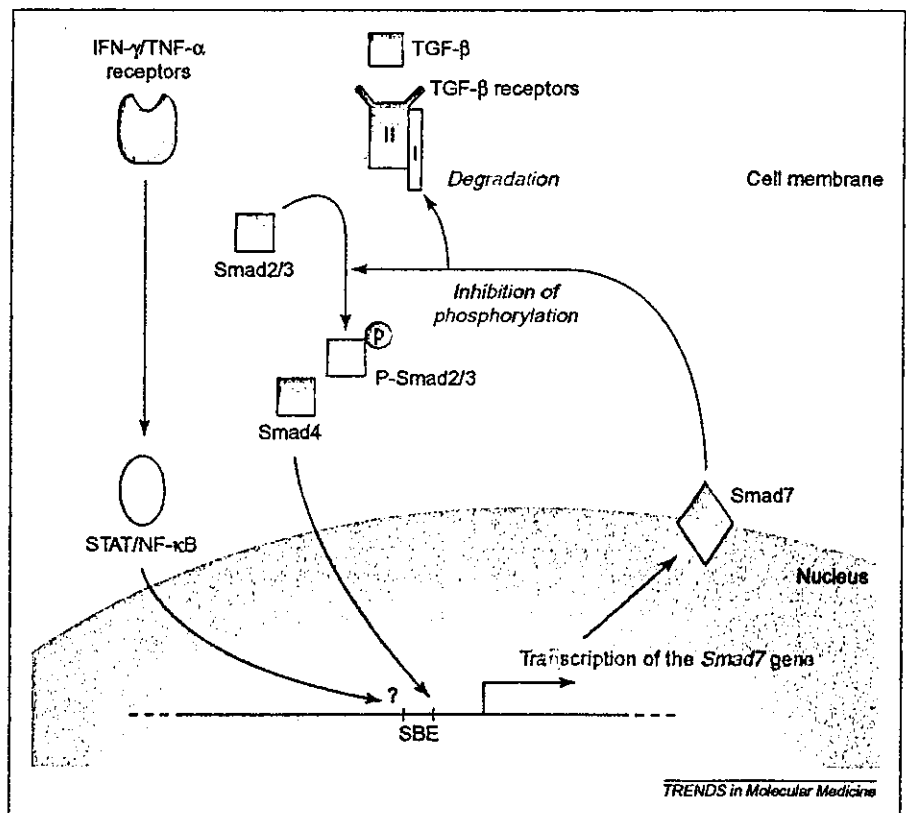 IFN-γ/TNF-α
receptors
TGF-β
TGF-β receptors
II
I
Degradation
Cell membrane
Smad2/3
Inhibition of
phosphorylation
P
P-Smad2/3
Smad4
Smad7
STAT/NF-κB
Nucleus
Transcription of the Smad7 gene
?
SBE
TRENDS in Molecular Medicine